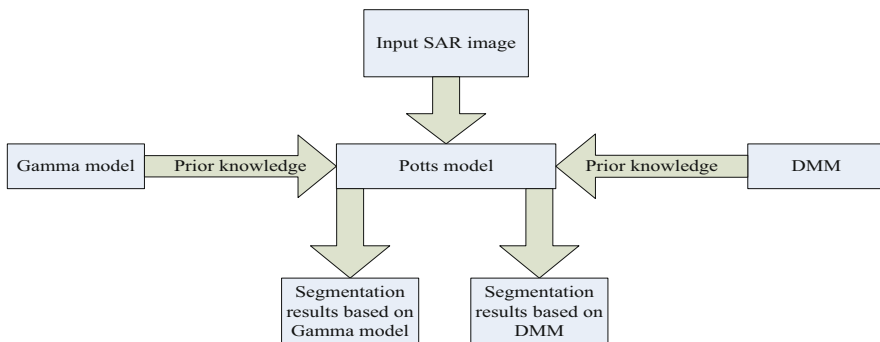 Input SAR image
Gamma model
Prior knowledge
Potts model
Prior knowledge
DMM
Segmentation
results based on
Gamma model
Segmentation
results based on
DMM